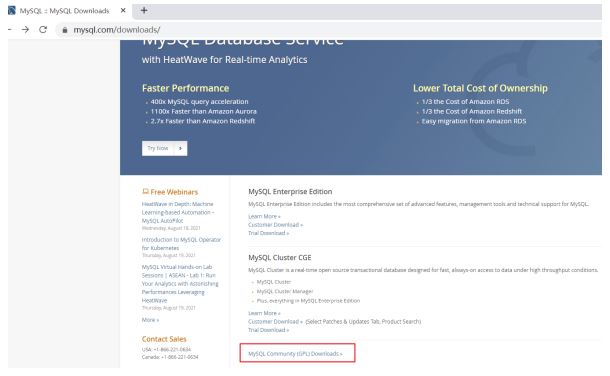 MySQL :: MySQL Downloads
mysql.com/downloads/
MySQL Database Service
with HeatWave for Real-time Analytics
Faster Performance
400x MySQL query acceleration
1100x Faster than Amazon Aurora
2.7x Faster than Amazon Redshift
Lower Total Cost of Ownership
1/3 the Cost of Amazon RDS
1/3 the Cost of Amazon Redshift
Easy migration from Amazon RDS
Try Now
Free Webinars
HeatWave in Depth: Machine
Learning-based Automation –
MySQL AutoPilot
Wednesday, August 18, 2021
Introduction to MySQL Operator
for Kubernetes
Thursday, August 19, 2021
MySQL Virtual Hands-on Lab
Sessions | ASEAN - Lab 1: Run
Your Analytics with Astonishing
Performances Leveraging
HeatWave
Thursday, August 19, 2021
More »
Contact Sales
USA: +1-866-221-0634
Canada: +1-866-221-0634
MySQL Enterprise Edition
MySQL Enterprise Edition includes the most comprehensive set of advanced features, management tools and technical support for MySQL.
Learn More »
Customer Download »
Trial Download »
MySQL Cluster CGE
MySQL Cluster is a real-time open source transactional database designed for fast, always-on access to data under high throughput conditions.
MySQL Cluster
MySQL Cluster Manager
Plus, everything in MySQL Enterprise Edition
Learn More »
Customer Download » (Select Patches & Updates Tab, Product Search)
Trial Download »
MySQL Community (GPL) Downloads »